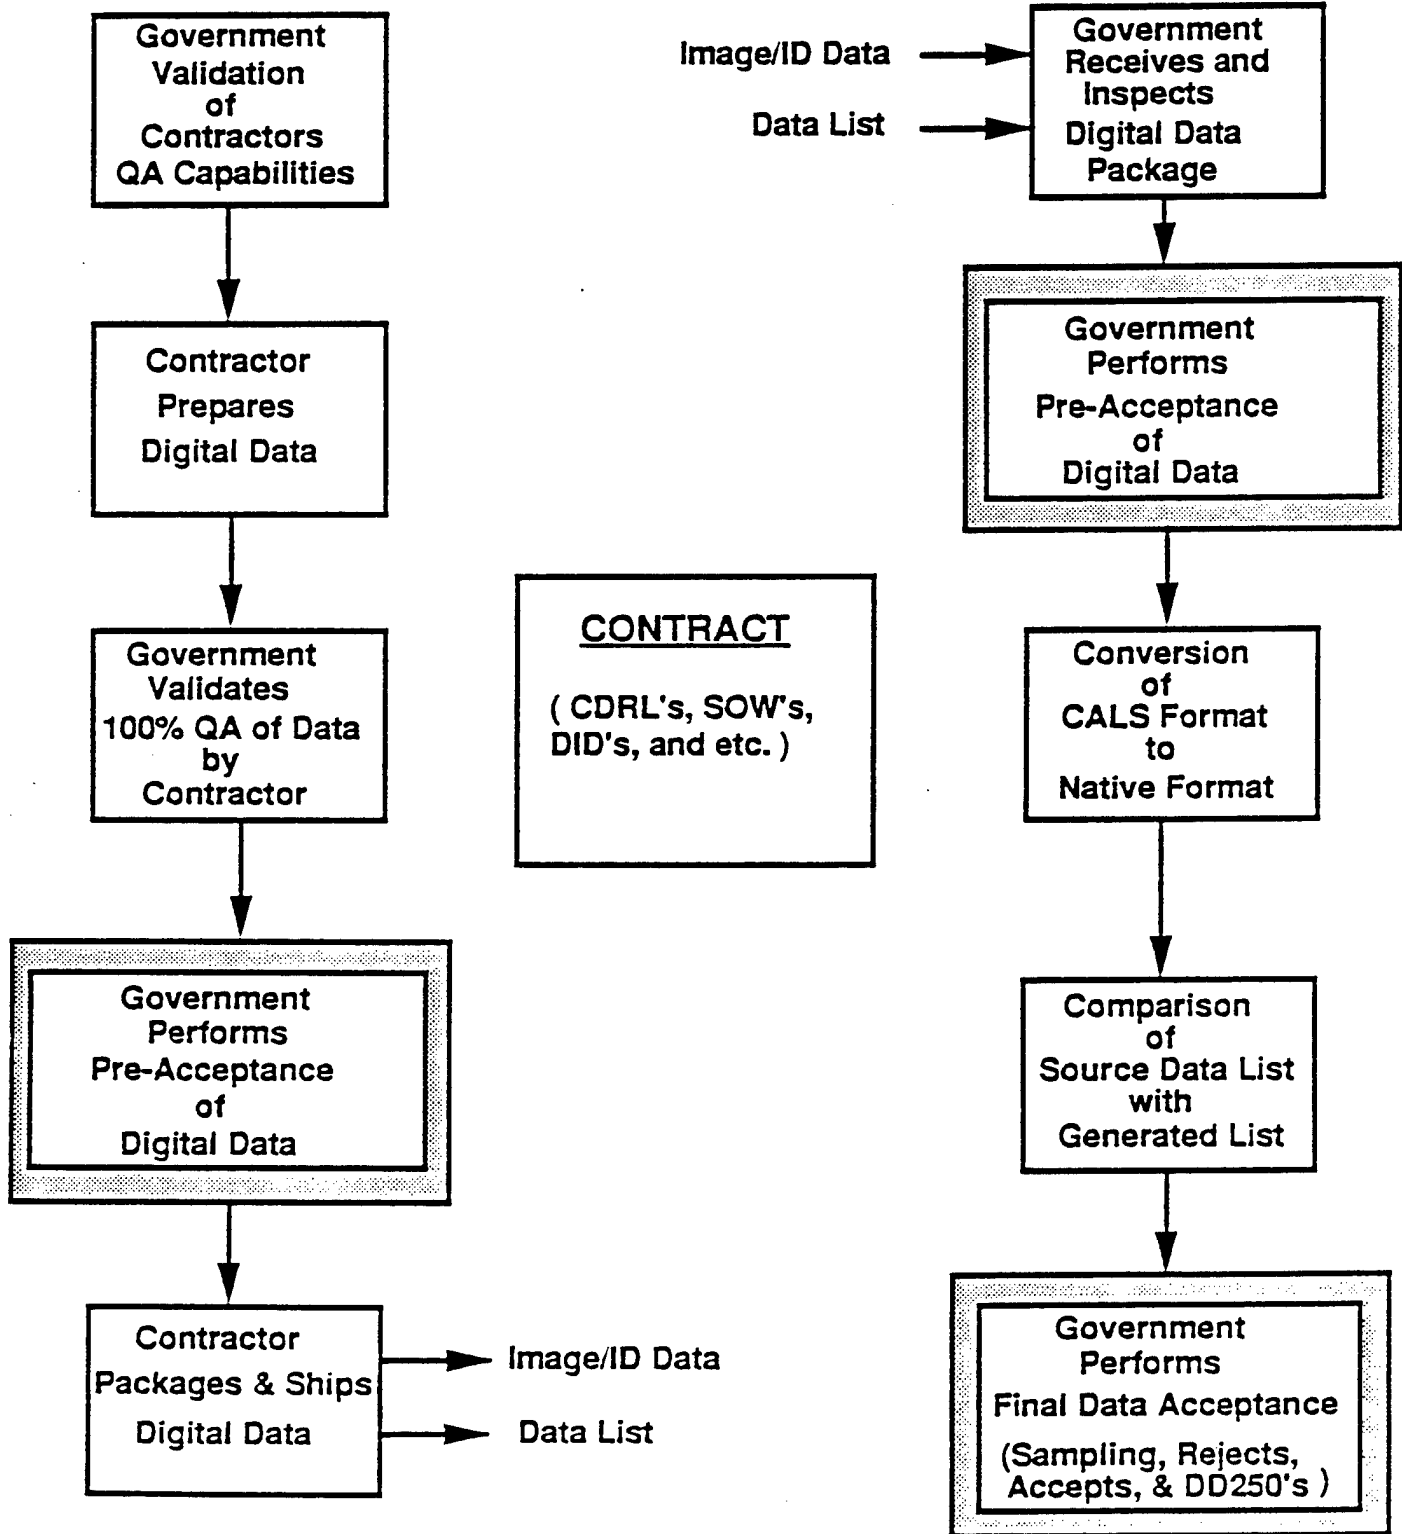 Government
Validation
of
Contractors
QA Capabilities
Contractor
Prepares
Digital Data
Government
Validates
100% QA of Data
by
Contractor
Government
Performs
Pre-Acceptance
of
Digital Data
Contractor
Packages & Ships
Digital Data
Image/ID Data
Data List
CONTRACT
( CDRL's, SOW's,
DID's, and etc. )
Image/ID Data
Data List
Government
Receives and
Inspects
Digital Data
Package
Government
Performs
Pre-Acceptance
of
Digital Data
Conversion
of
CALS Format
to
Native Format
Comparison
of
Source Data List
with
Generated List
Government
Performs
Final Data Acceptance
(Sampling, Rejects,
Accepts, & DD250's )